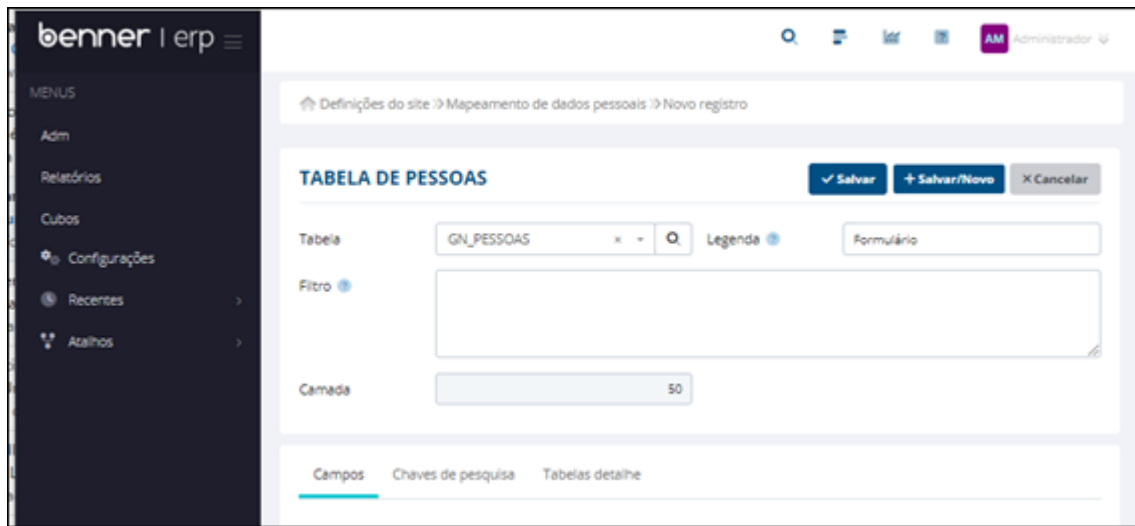 benner | erp
AM Administrador
MENUS
Definições do site » Mapeamento de dados pessoais » Novo registro
Adm
Relatórios
TABELA DE PESSOAS
Salvar
+ Salvar/Novo
× Cancelar
Cubos
Tabela
GN_PESSOAS
Legenda
Formulário
Configurações
Filtro
Recentes
Atalhos
Camada
50
Campos
Chaves de pesquisa
Tabelas detalhe